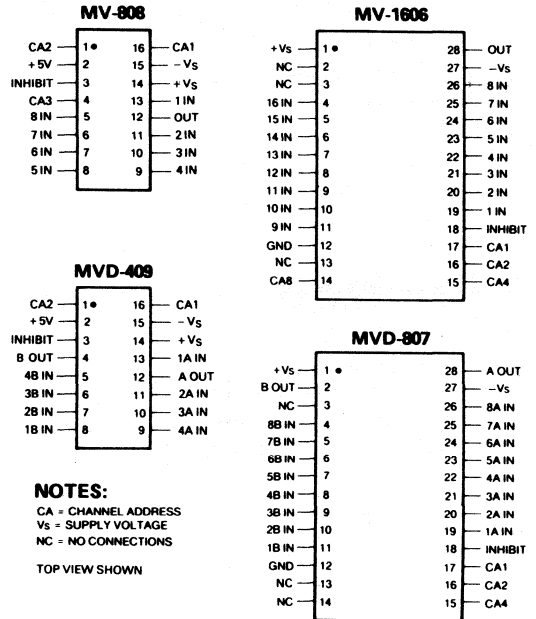 MV-808
CA2 1 16 CA1
+5V 2 15 -Vs
INHIBIT 3 14 +Vs
CA3 4 13 1 IN
8 IN 5 12 OUT
7 IN 6 11 2 IN
6 IN 7 10 3 IN
5 IN 8 9 4 IN
MV-1606
+Vs 1 28 OUT
NC 2 27 -Vs
NC 3 26 8 IN
16 IN 4 25 7 IN
15 IN 5 24 6 IN
14 IN 6 23 5 IN
13 IN 7 22 4 IN
12 IN 8 21 3 IN
11 IN 9 20 2 IN
10 IN 10 19 1 IN
9 IN 11 18 INHIBIT
GND 12 17 CA1
NC 13 16 CA2
CA8 14 15 CA4
MVD-409
CA2 1 16 CA1
+5V 2 15 -Vs
INHIBIT 3 14 +Vs
B OUT 4 13 1A IN
4B IN 5 12 A OUT
3B IN 6 11 2A IN
2B IN 7 10 3A IN
1B IN 8 9 4A IN
MVD-807
+Vs 1 28 A OUT
B OUT 2 27 -Vs
NC 3 26 8A IN
8B IN 4 25 7A IN
7B IN 5 24 6A IN
6B IN 6 23 5A IN
5B IN 7 22 4A IN
4B IN 8 21 3A IN
3B IN 9 20 2A IN
2B IN 10 19 1A IN
1B IN 11 18 INHIBIT
GND 12 17 CA1
NC 13 16 CA2
NC 14 15 CA4
NOTES:
CA = CHANNEL ADDRESS
Vs = SUPPLY VOLTAGE
NC = NO CONNECTIONS
TOP VIEW SHOWN